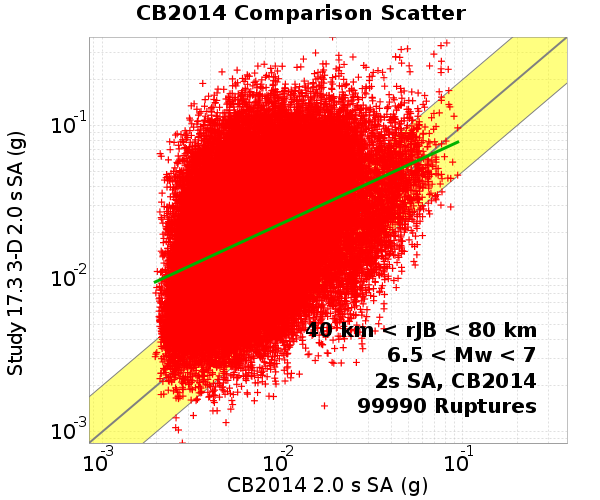 CB2014 Comparison Scatter
Study 17.3 3-D 2.0 s SA (g)
10-1
10-2
10-3
40 km < rJB < 80 km
6.5 < Mw < 7
2s SA, CB2014
99990 Ruptures
10-3 10-2 10-1
CB2014 2.0 s SA (g)